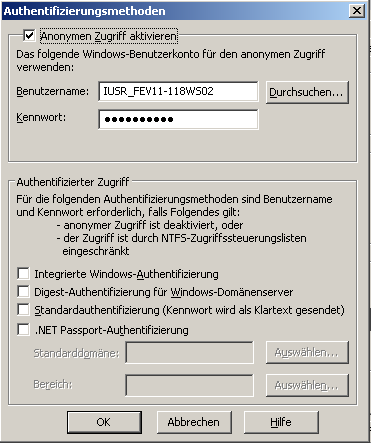 Authentifizierungsmethoden
Anonymen Zugriff aktivieren
Das folgende Windows-Benutzerkonto für den anonymen Zugriff
verwenden:
Benutzername: IUSR_FEV11-118WS02 Durchsuchen...
Kennwort: ●●●●●●●●●●
Authentifizierter Zugriff
Für die folgenden Authentifizierungsmethoden sind Benutzername
und Kennwort erforderlich, falls Folgendes gilt:
- anonymer Zugriff ist deaktiviert, oder
- der Zugriff ist durch NTFS-Zugriffssteuerungslisten
eingeschränkt
Integrierte Windows-Authentifizierung
Digest-Authentifizierung für Windows-Domänenserver
Standardauthentifizierung (Kennwort wird als Klartext gesendet)
.NET Passport-Authentifizierung
Standarddomäne: Auswählen...
Bereich: Auswählen...
OK Abbrechen Hilfe